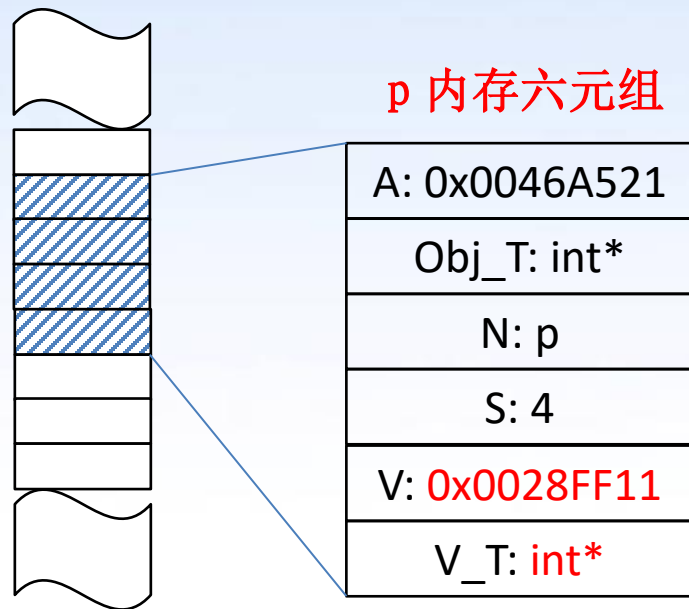 p 内存六元组
A: 0x0046A521
Obj_T: int*
N: p
S: 4
V: 0x0028FF11
V_T: int*